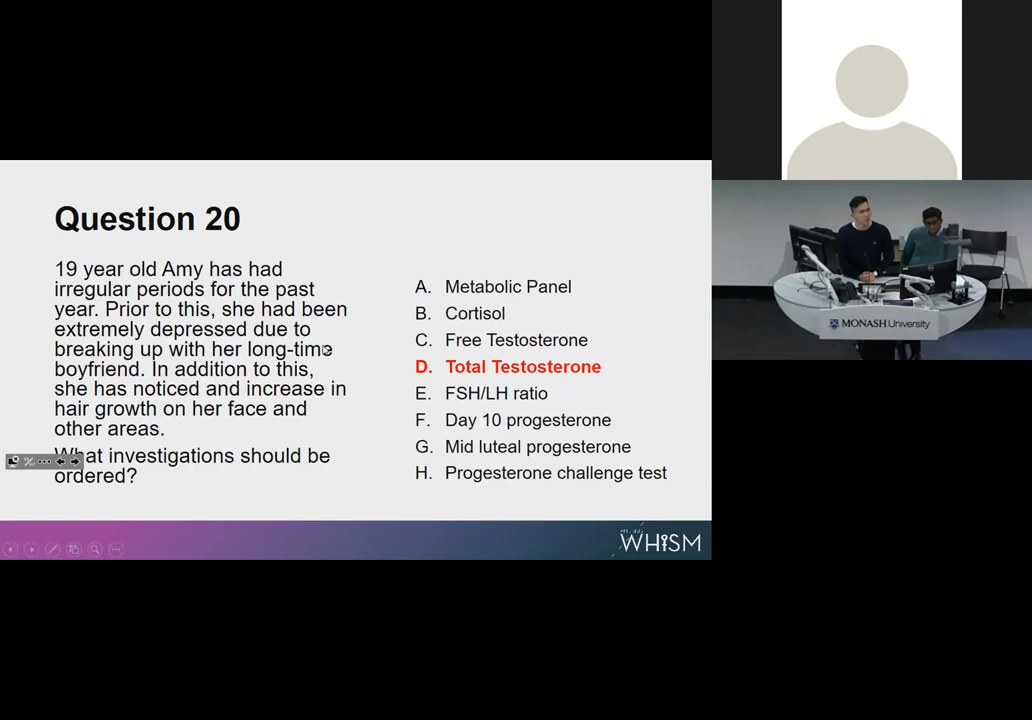 Question 20
19 year old Amy has had
irregular periods for the past
year. Prior to this, she had been
extremely depressed due to
breaking up with her long-time
boyfriend. In addition to this,
she has noticed and increase in
hair growth on her face and
other areas.
What investigations should be
ordered?
A. Metabolic Panel
B. Cortisol
C. Free Testosterone
D. Total Testosterone
E. FSH/LH ratio
F. Day 10 progesterone
G. Mid luteal progesterone
H. Progesterone challenge test
WHISM
MONASH University